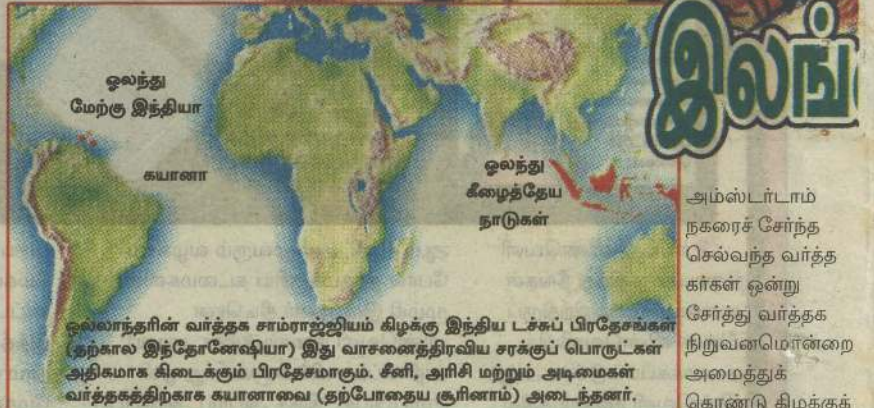 இலங்
ஒலந்து
மேற்கு இந்தியா
கயானா
ஒலந்து
கீழைத்தேய
நாடுகள்
ஒல்லாந்தரின் வர்த்தக சாம்ராஜ்ஜியம் கிழக்கு இந்திய டச்சுப் பிரதேசங்கள்
(தற்கால இந்தோனேஷியா) இது வாசனைத்திரவிய சரக்குப் பொருட்கள்
அதிகமாக கிடைக்கும் பிரதேசமாகும். சீனி, அரிசி மற்றும் அடிமைகள்
வர்த்தகத்திற்காக கயானாவை (தற்போதைய சூரினாம்) அடைந்தனர்.
அம்ஸ்டர்டாம்
நகரைச் சேர்ந்த
செல்வந்த வர்த்த
கர்கள் ஒன்று
சேர்த்து வர்த்தக
நிறுவனமொன்றை
அமைத்துக்
கொண்டு கிழக்குத்